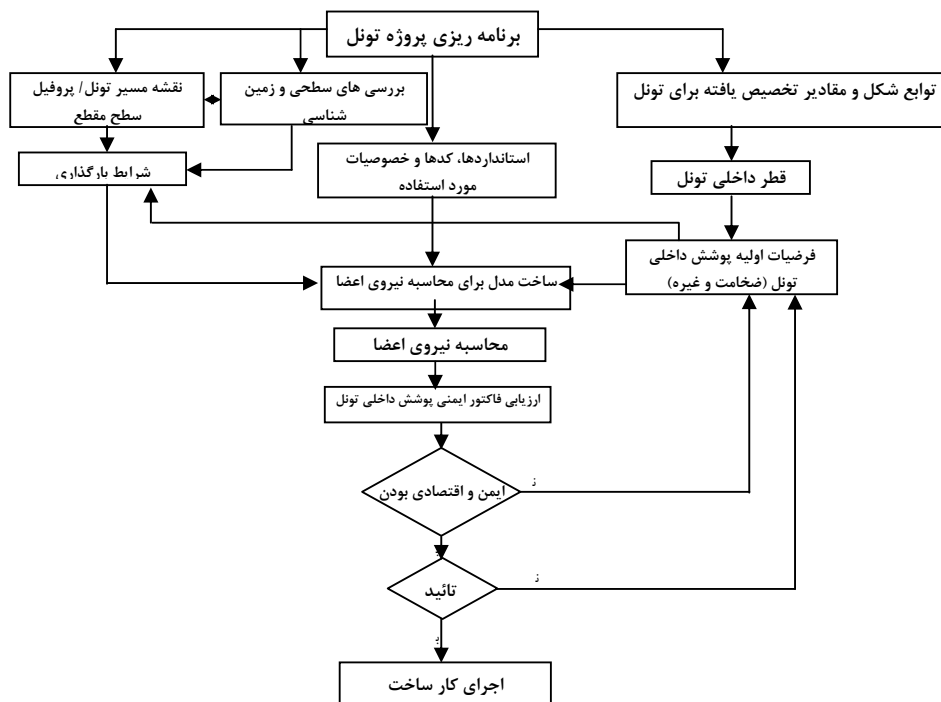 برنامه ریزی پروژه تونل
نقشه مسیر تونل/ پروفیل
سطح مقطع
بررسی های سطحی و زمین
شناسی
توابع شکل و مقادیر تخصیص یافته برای تونل
استانداردها، کدها و خصوصیات
مورد استفاده
شرایط بارگذاری
قطر داخلی تونل
فرضیات اولیه پوشش داخلی
تونل (ضخامت و غیره)
ساخت مدل برای محاسبه نیروی اعضا
محاسبه نیروی اعضا
ارزیابی فاکتور ایمنی پوشش داخلی تونل
ایمن و اقتصادی بودن
تائید
اجرای کار ساخت